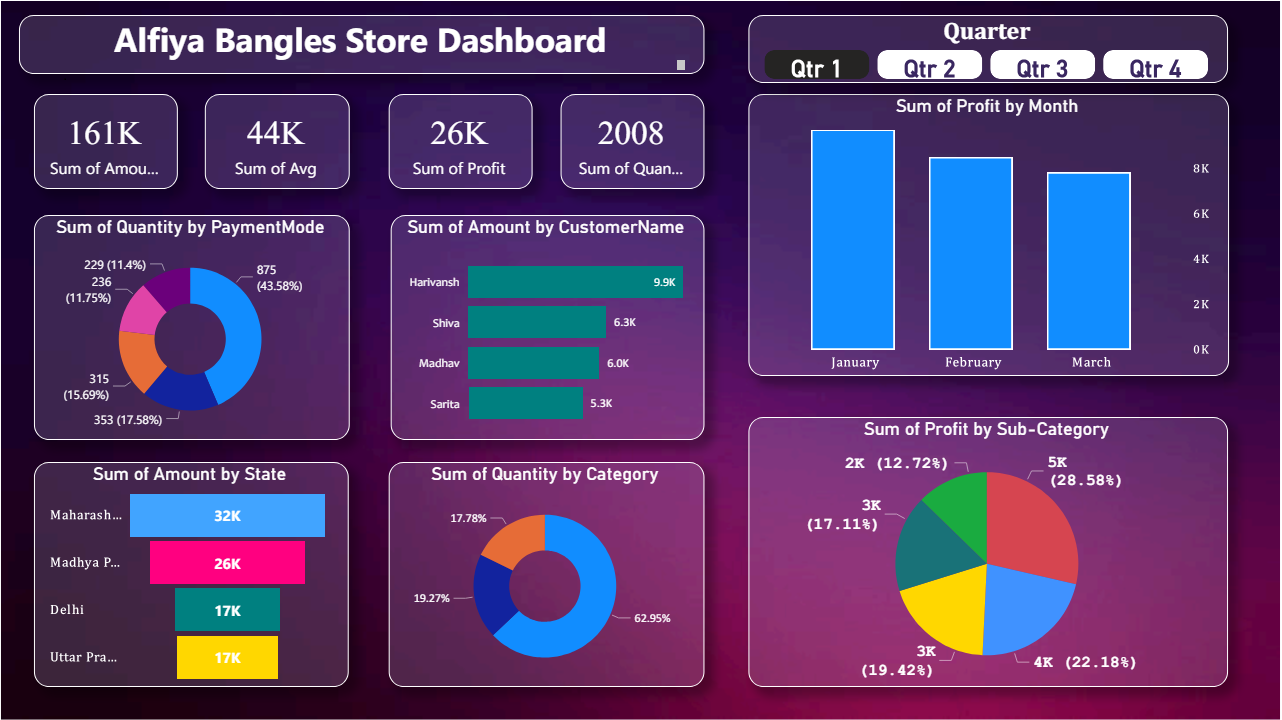 Alfiya Bangles Store Dashboard
Quarter
Qtr 1
Qtr 2
Qtr 3
Qtr 4
161K
Sum of Amou...
44K
Sum of Avg
26K
Sum of Profit
2008
Sum of Quan...
Sum of Profit by Month
8K
6K
4K
2K
0K
January
February
March
Sum of Quantity by PaymentMode
229 (11.4%)
875
(43.58%)
236
(11.75%)
315
(15.69%)
353 (17.58%)
Sum of Amount by CustomerName
Harivansh
9.9K
Shiva
6.3K
Madhav
6.0K
Sarita
5.3K
Sum of Amount by State
Maharash...
32K
Madhya P...
26K
Delhi
17K
Uttar Pra...
17K
Sum of Quantity by Category
17.78%
19.27%
62.95%
Sum of Profit by Sub-Category
2K (12.72%)
5K
(28.58%)
3K
(17.11%)
3K
(19.42%)
4K (22.18%)